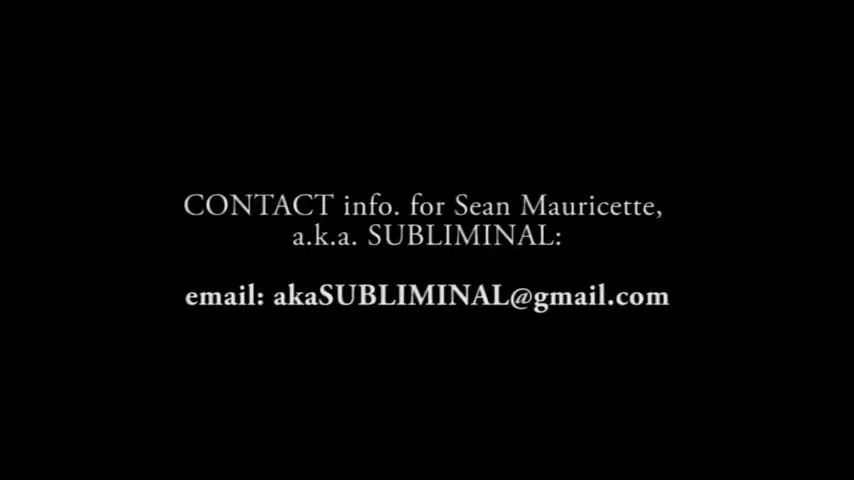 CONTACT info. for Sean Mauricette,
a.k.a. SUBLIMINAL:
email: akaSUBLIMINAL@gmail.com